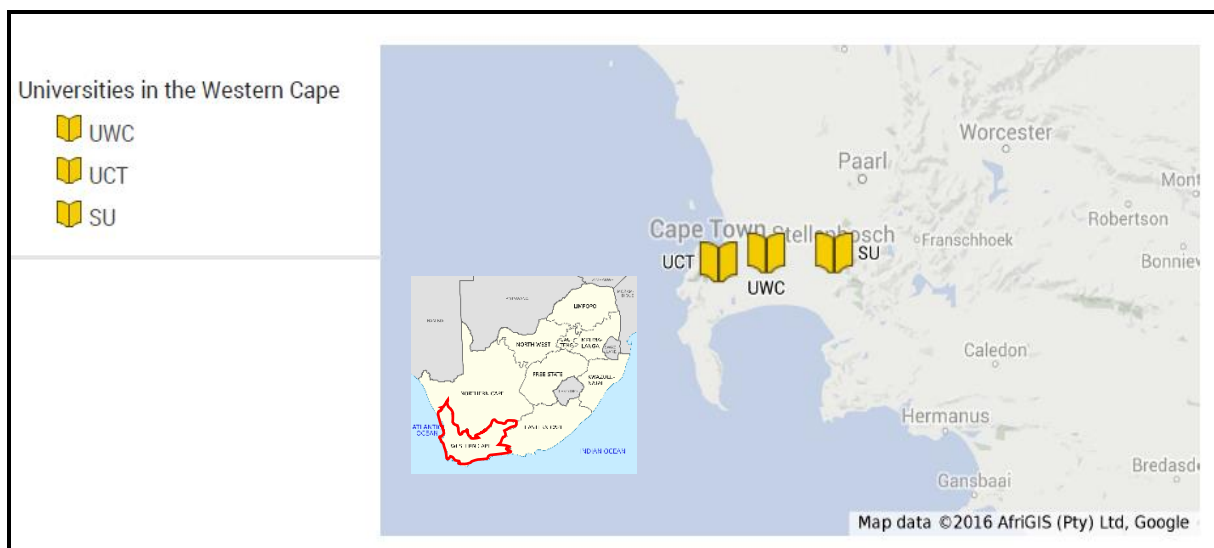 Universities in the Western Cape
UWC
UCT
SU
Worcester
Paarl
Mont
Robertson
Cape Town
Stellenbosch
Franschhoek
UCT
SU
Bonniev
UWC
LIMPOPO
NORTH WEST
FREE STATE
NORTHERN CAPE
ATLANTIC
OCEAN
WESTERN CAPE
INDIAN OCEAN
Caledon
Hermanus
Bredasd
Gansbaai
Map data ©2016 AfriGIS (Pty) Ltd, Google